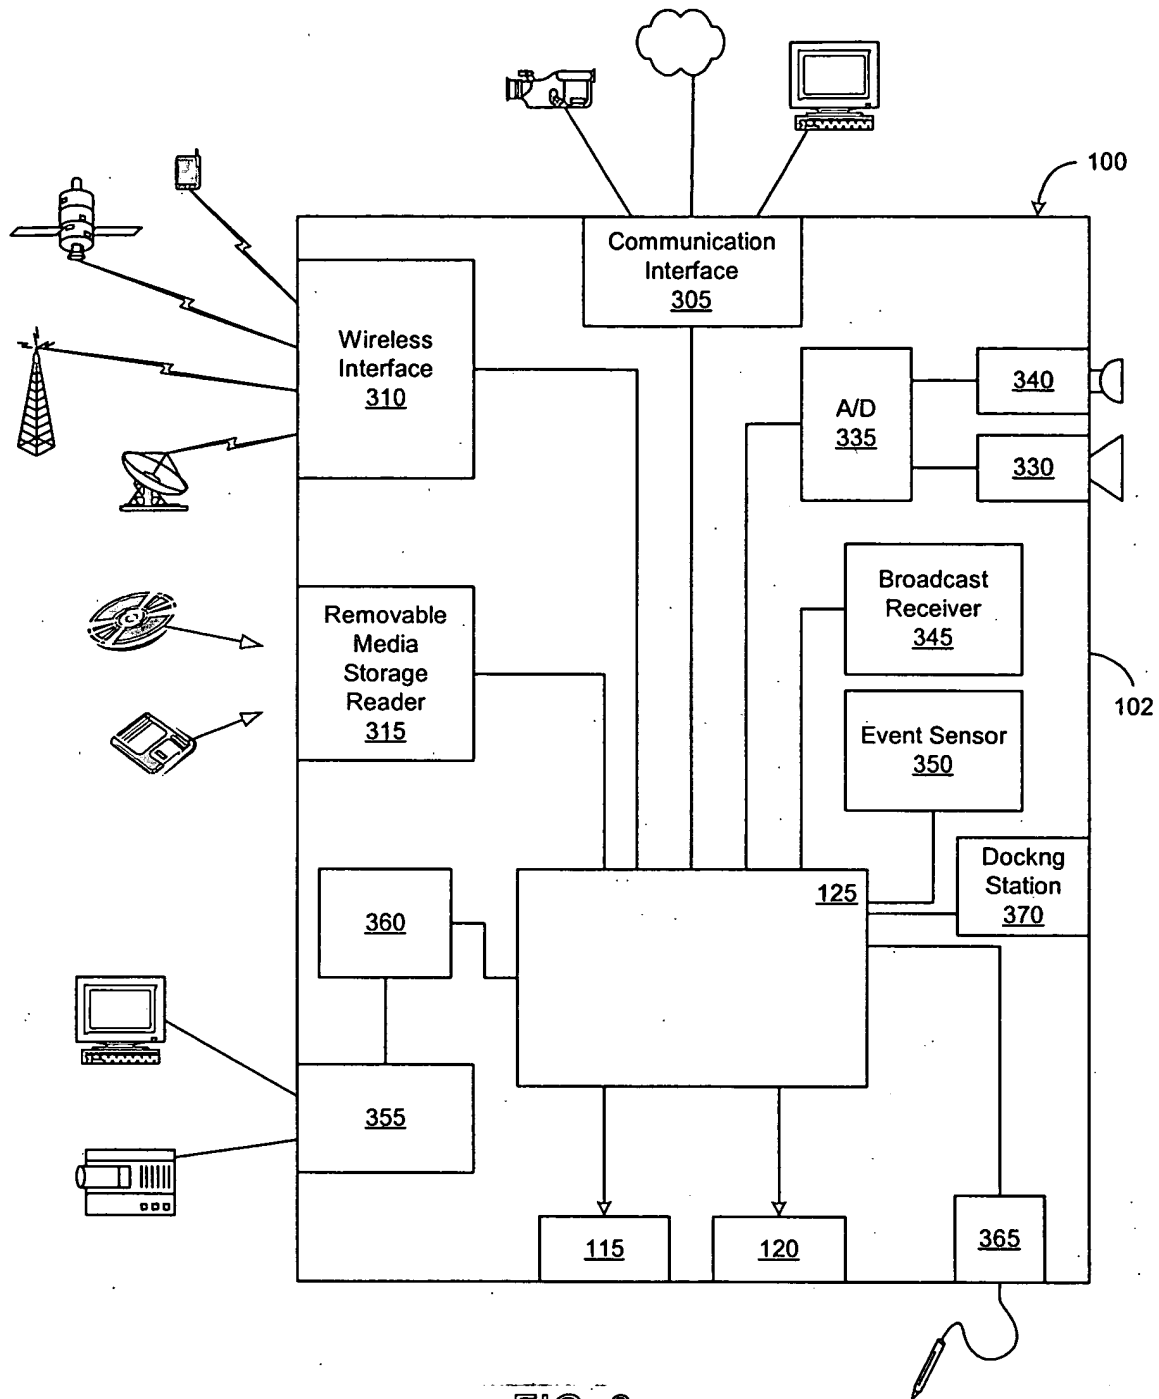 100
Communication
Interface
305
Wireless
Interface
310
A/D
335
340
330
Broadcast
Receiver
345
Removable
Media
Storage
Reader
315
102
Event Sensor
350
Dockng
Station
370
125
360
355
115
120
365